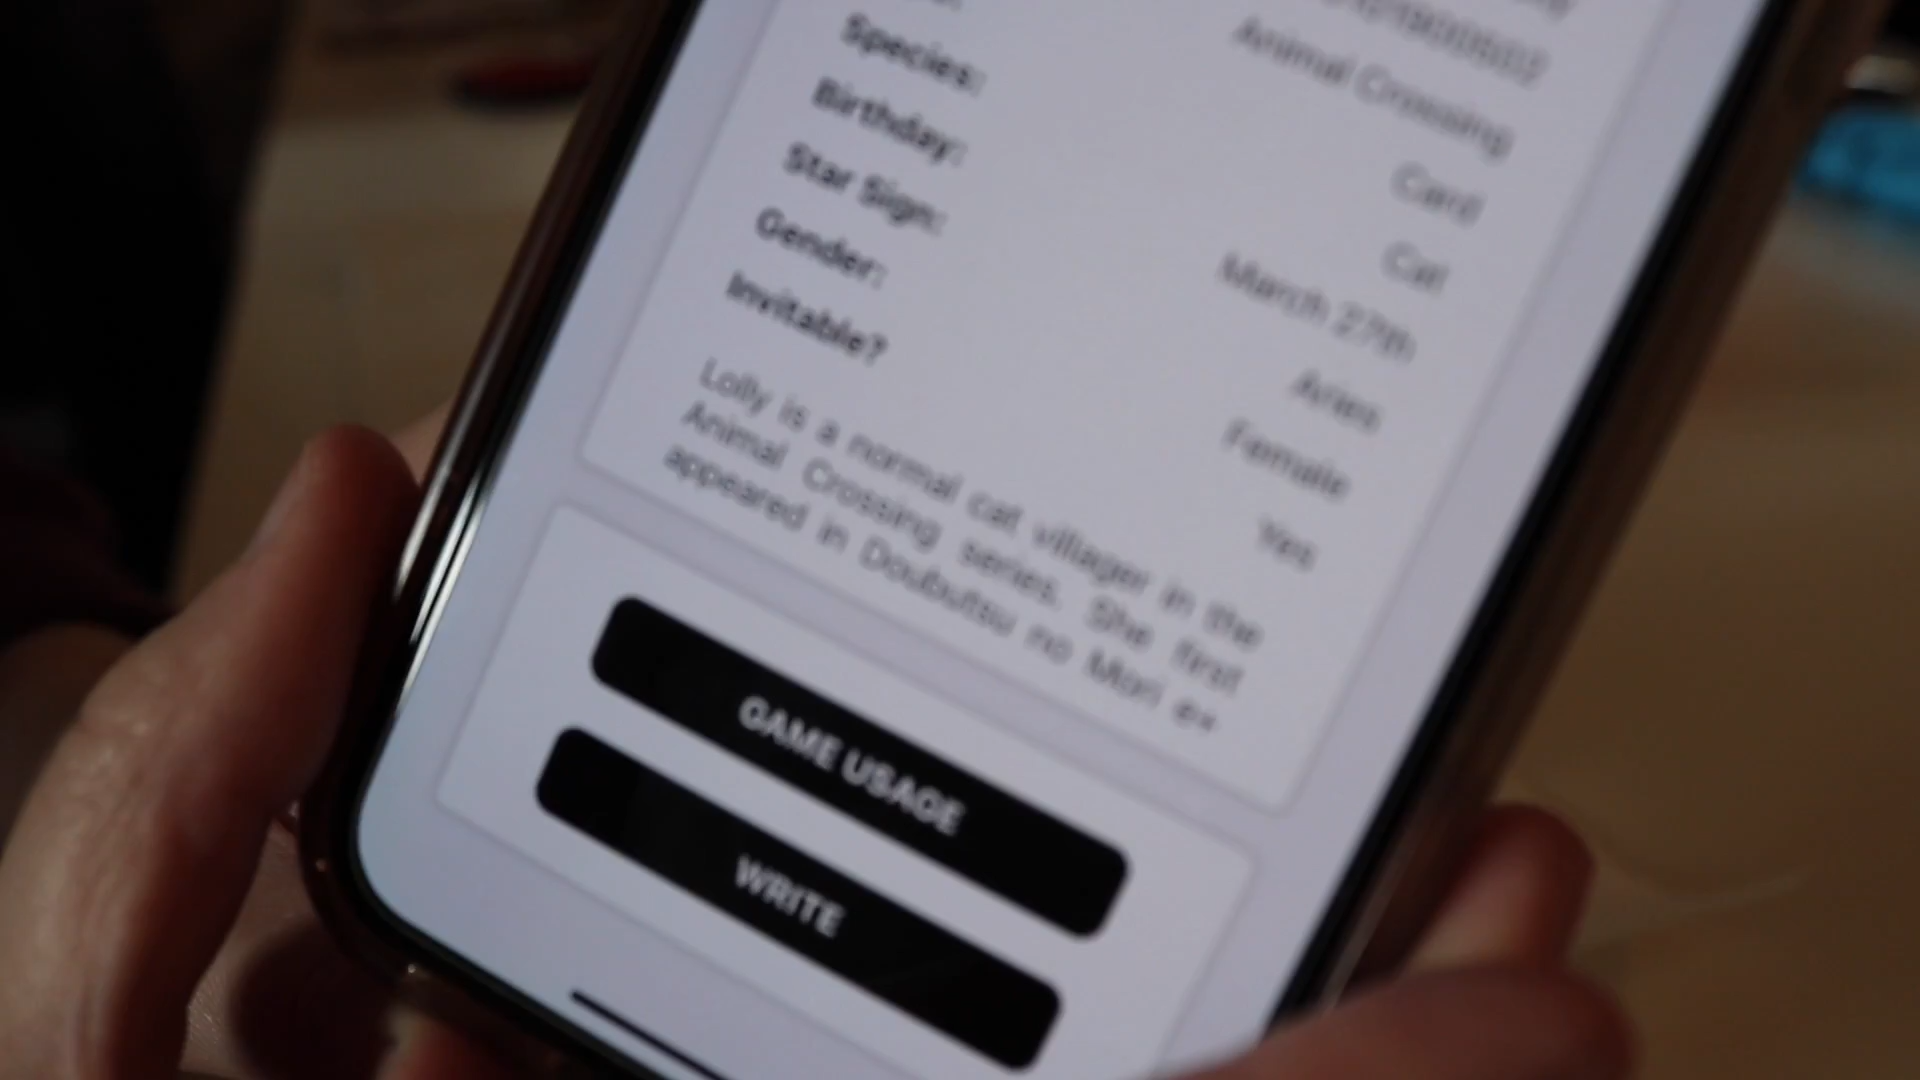 Animal Crossing
Card
Species: Cat
Birthday: March 27th
Star Sign: Aries
Gender: Female
Invitable? Yes
Lolly is a normal cat villager in the
Animal Crossing series. She first
appeared in Doubutsu no Mori e+
GAME USAGE
WRITE